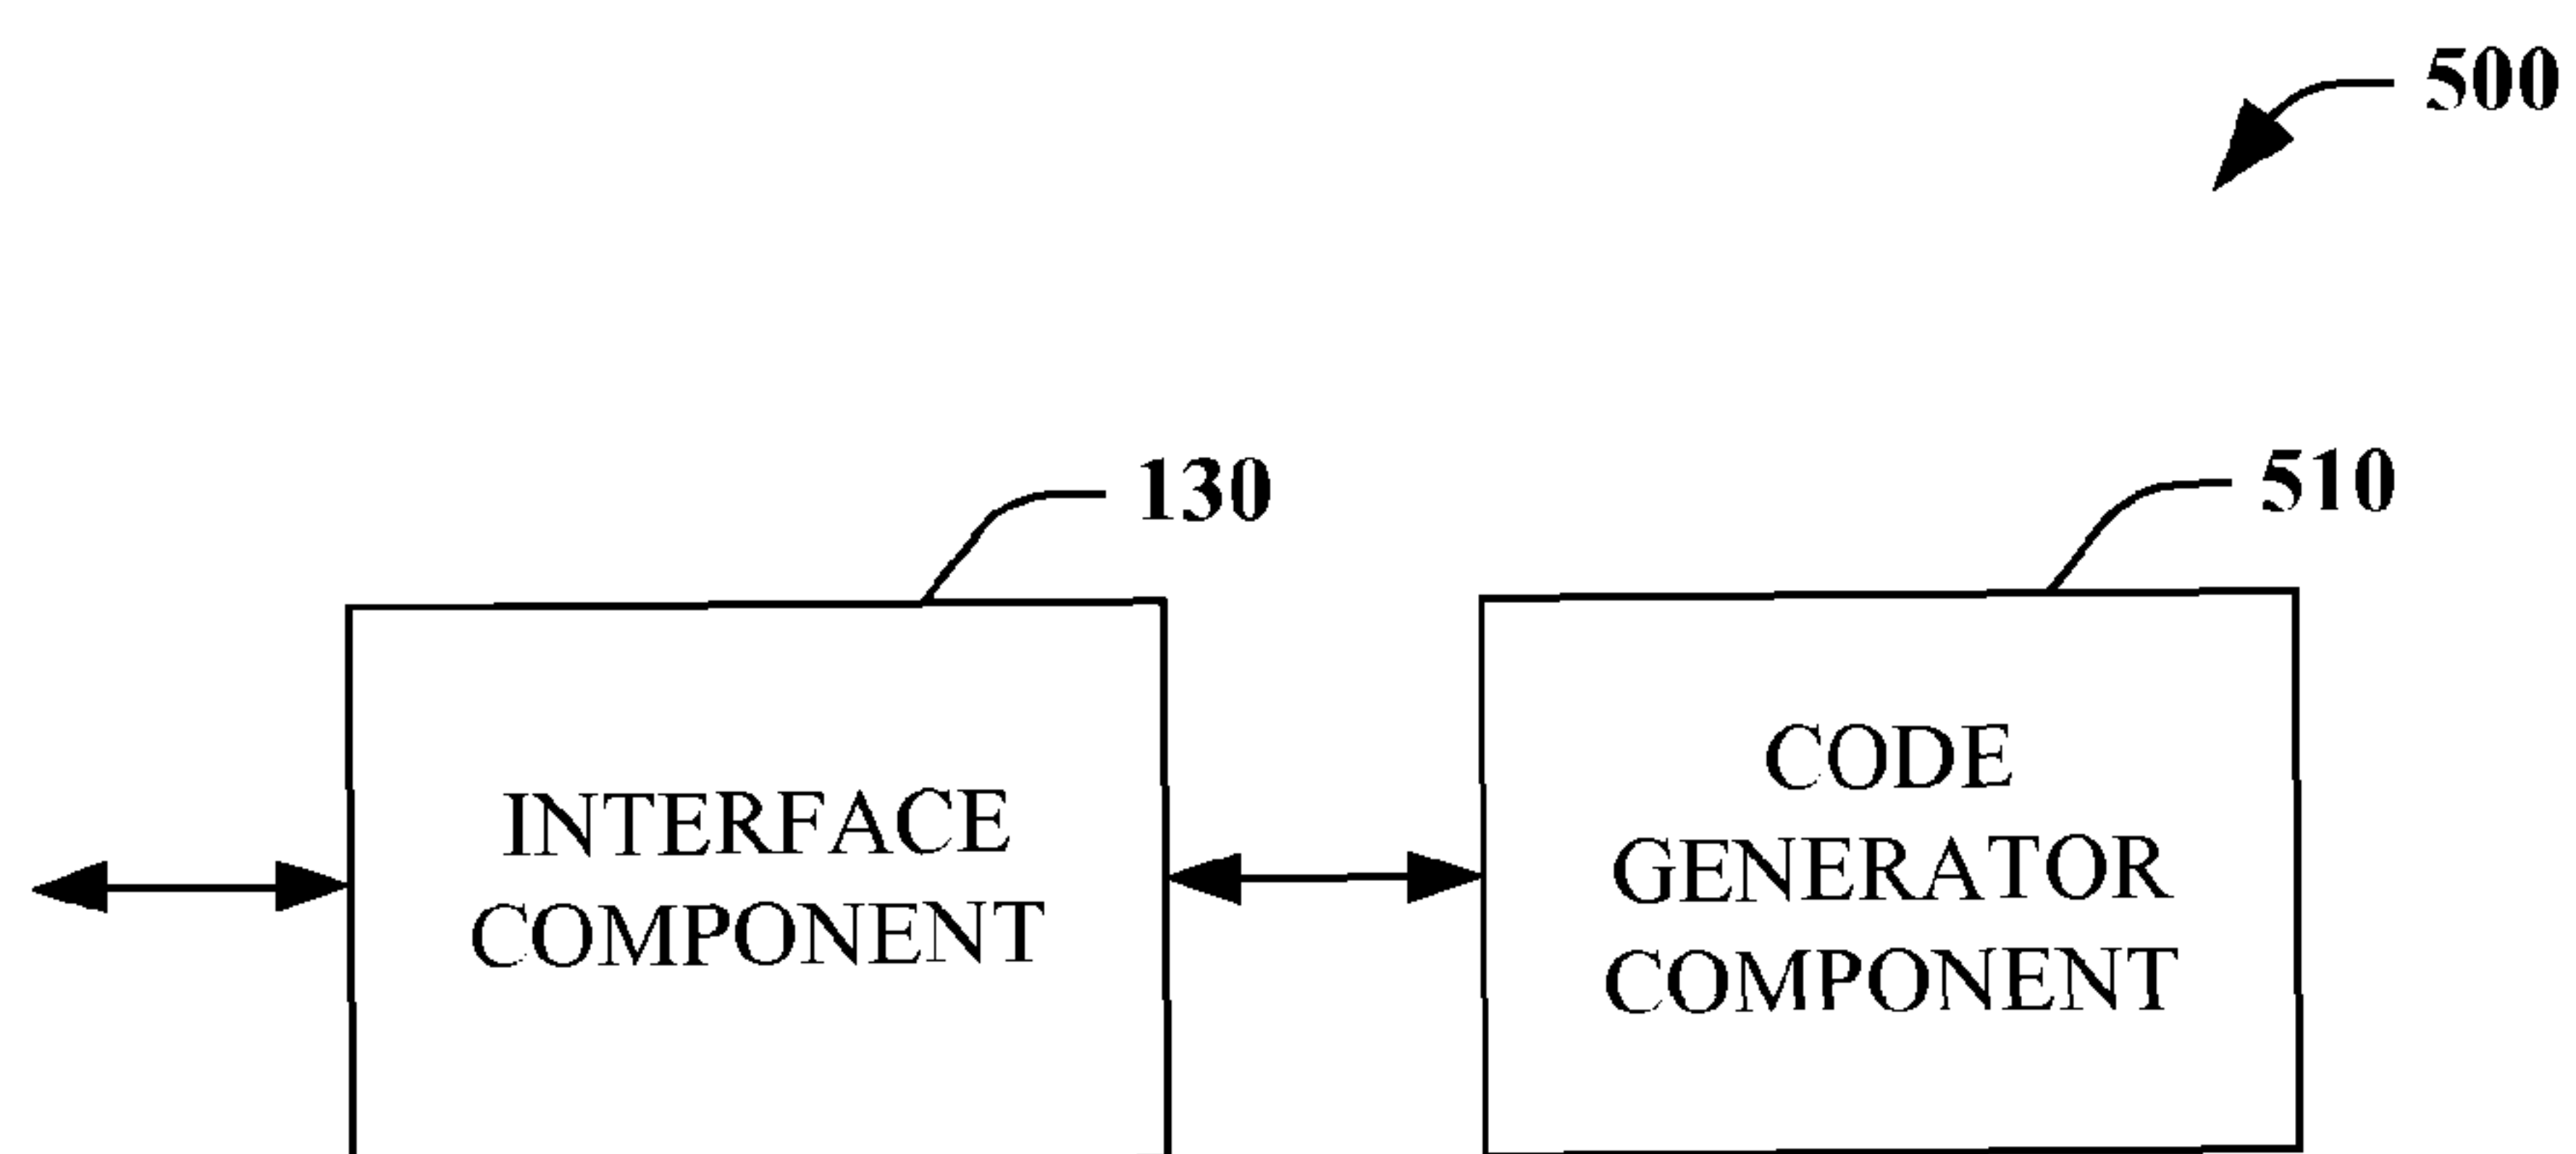 500
130
510
INTERFACE
COMPONENT
CODE
GENERATOR
COMPONENT